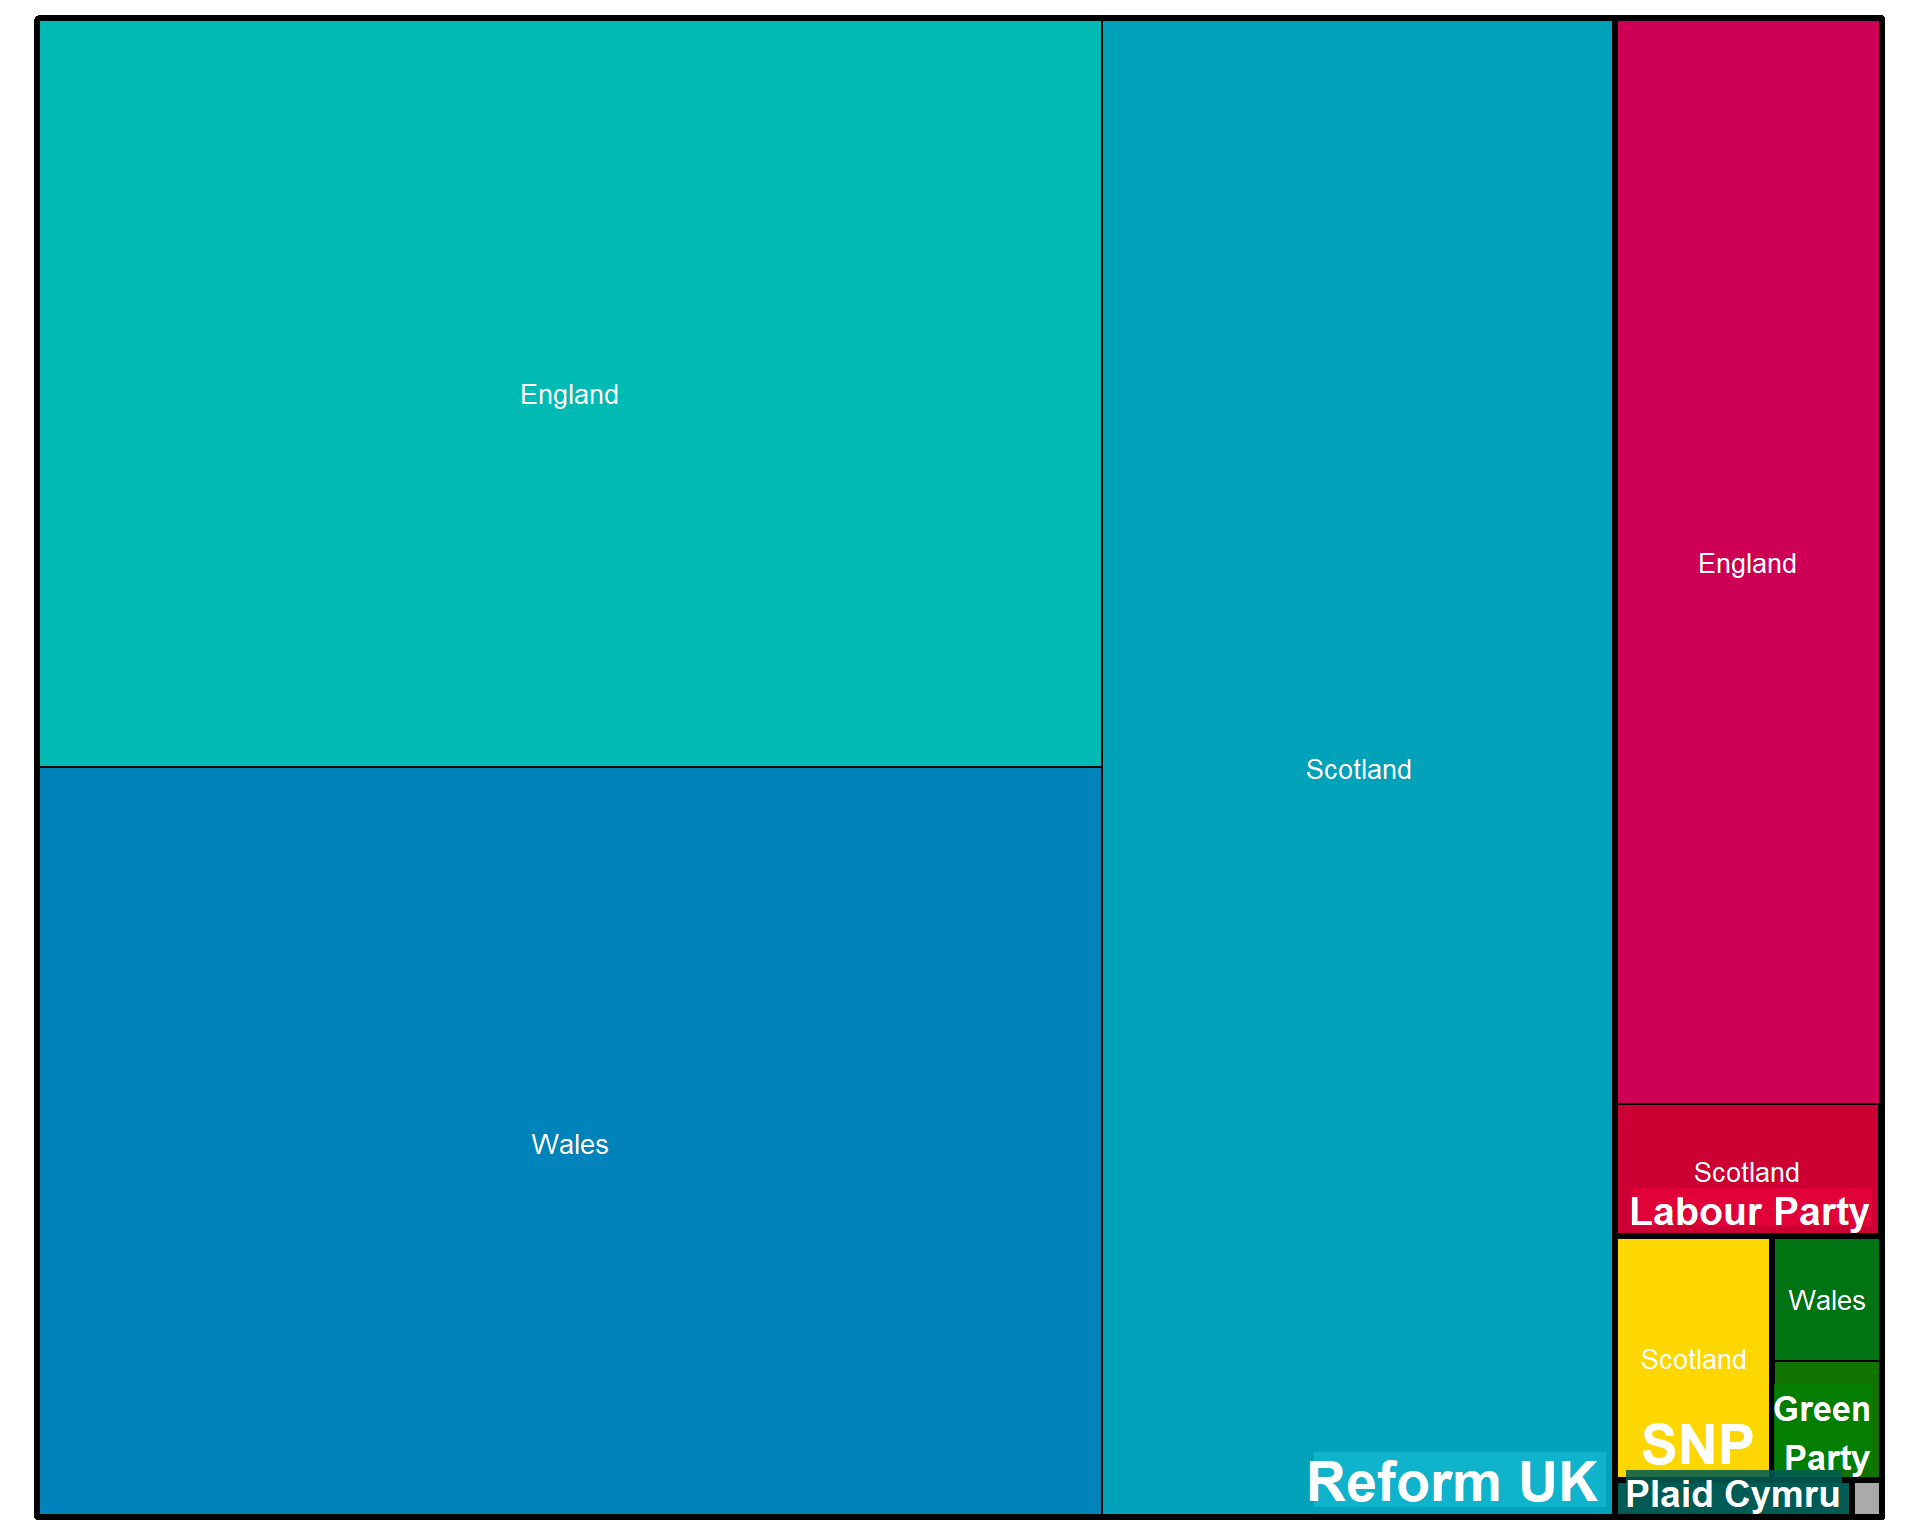 England
Wales
Scotland
Reform UK
England
Scotland
Labour Party
Scotland
SNP
Wales
Green
Party
Plaid Cymru